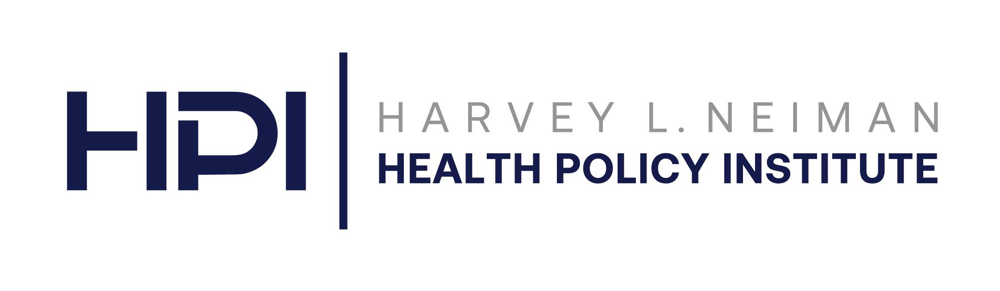 HPI
HARVEY L. NEIMAN
HEALTH POLICY INSTITUTE